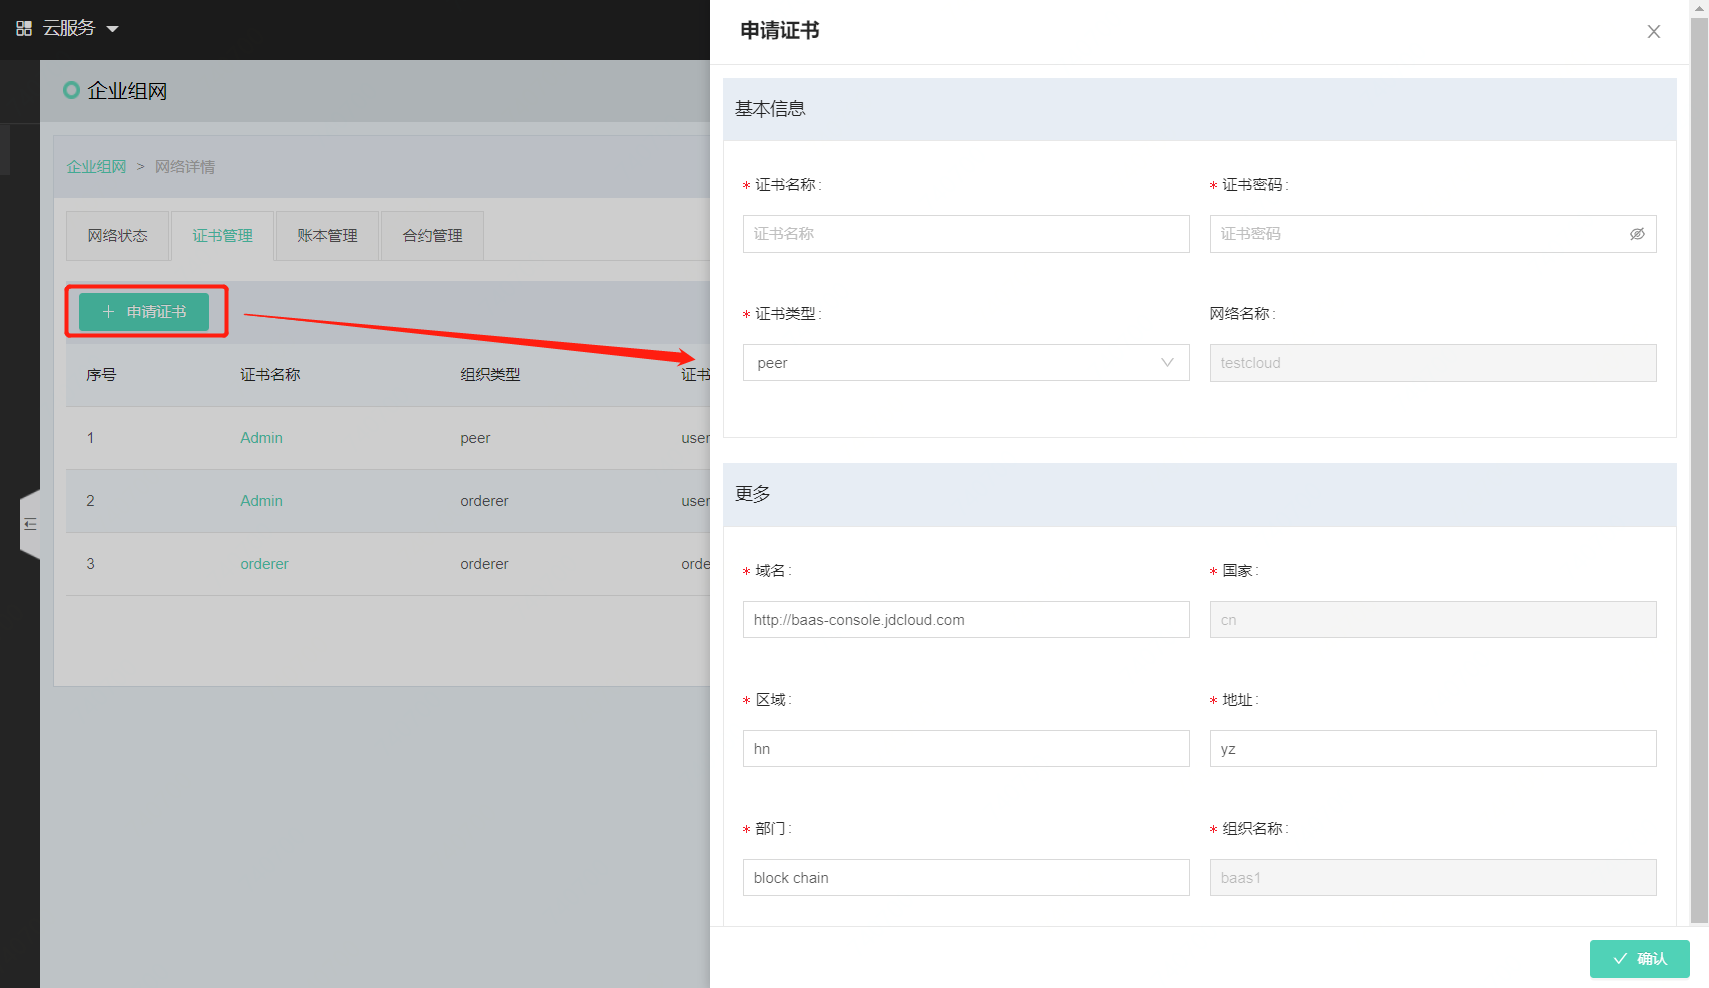 云服务
企业组网
企业组网 > 网络详情
网络状态 证书管理 账本管理 合约管理
申请证书
序号 证书名称 组织类型 证书
1 Admin peer user
2 Admin orderer user
3 orderer orderer orde
申请证书
基本信息
* 证书名称: * 证书密码:
证书名称 证书密码
* 证书类型: 网络名称:
peer testcloud
更多
* 域名: * 国家:
http://baas-console.jdcloud.com cn
* 区域: * 地址:
hn yz
* 部门: * 组织名称:
block chain baas1
确认